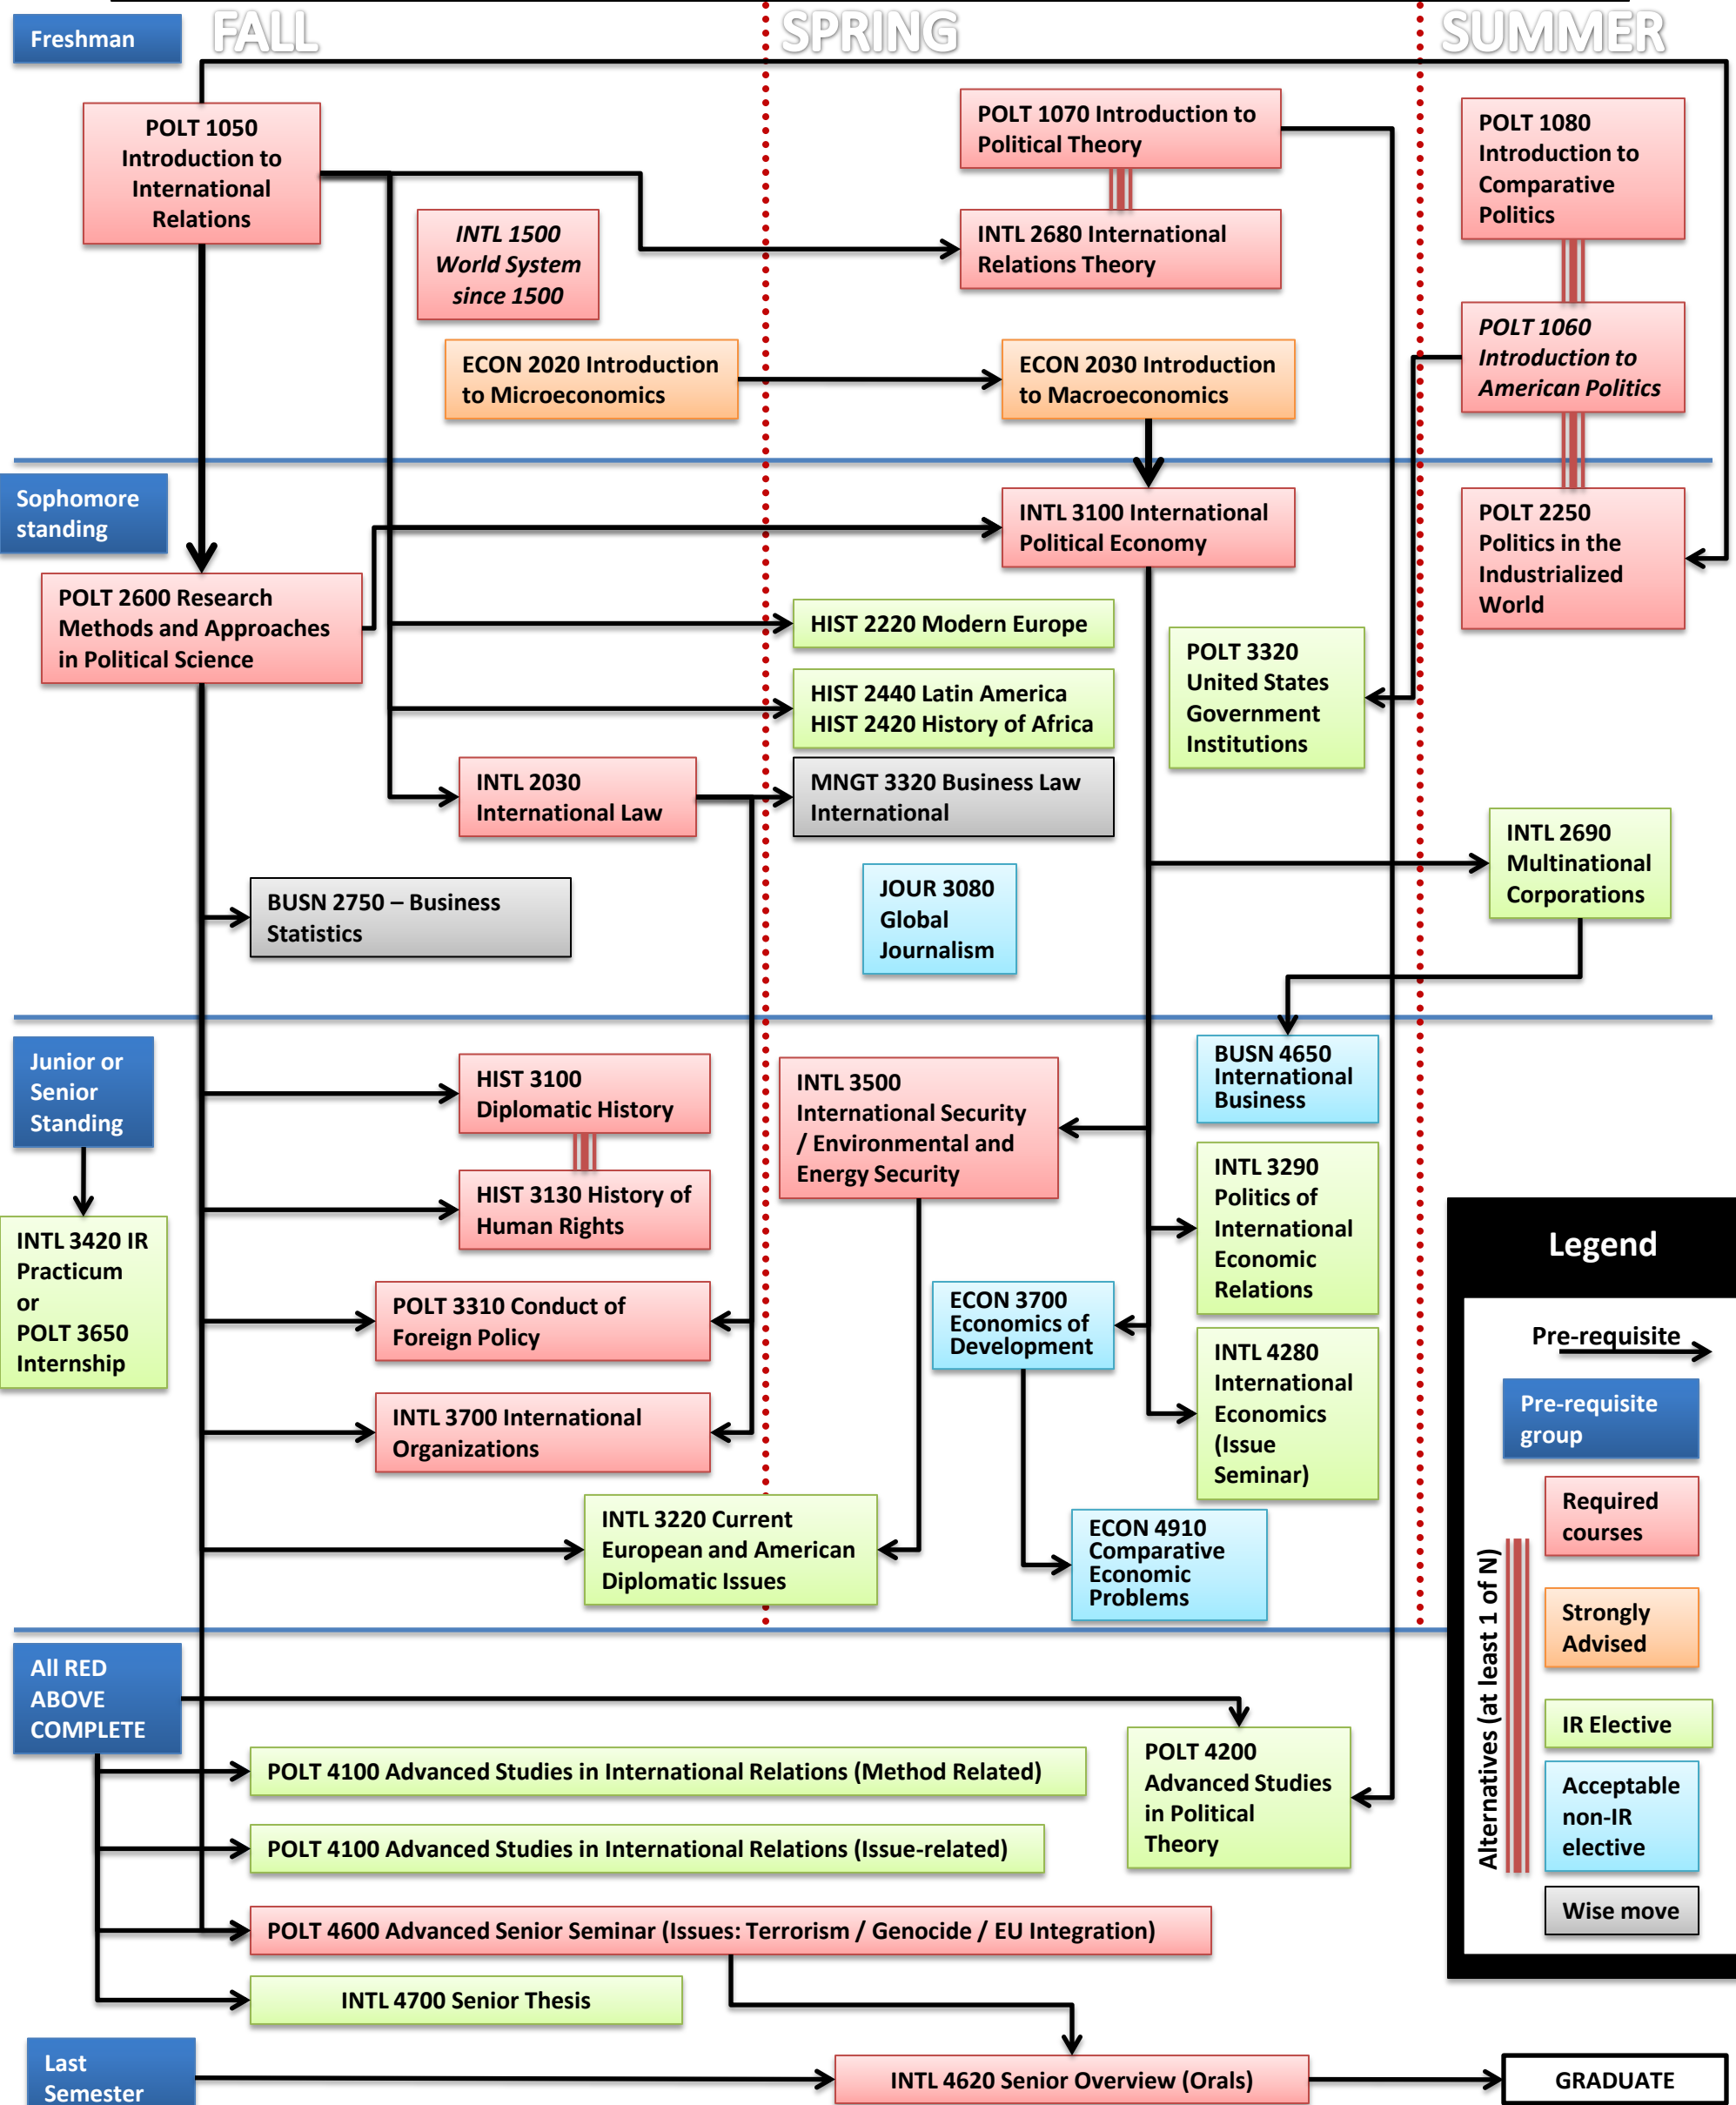 FALL
SPRING
SUMMER
Freshman
POLT 1050
Introduction to
International
Relations
POLT 1070 Introduction to
Political Theory
POLT 1080
Introduction to
Comparative
Politics
INTL 1500
World System
since 1500
INTL 2680 International
Relations Theory
POLT 1060
Introduction to
American Politics
ECON 2020 Introduction
to Microeconomics
ECON 2030 Introduction
to Macroeconomics
Sophomore
standing
INTL 3100 International
Political Economy
POLT 2250
Politics in the
Industrialized
World
POLT 2600 Research
Methods and Approaches
in Political Science
HIST 2220 Modern Europe
POLT 3320
United States
Government
Institutions
HIST 2440 Latin America
HIST 2420 History of Africa
INTL 2030
International Law
MNGT 3320 Business Law
International
INTL 2690
Multinational
Corporations
BUSN 2750 – Business
Statistics
JOUR 3080
Global
Journalism
Junior or
Senior
Standing
HIST 3100
Diplomatic History
INTL 3500
International Security
/ Environmental and
Energy Security
BUSN 4650
International
Business
HIST 3130 History of
Human Rights
INTL 3290
Politics of
International
Economic
Relations
INTL 3420 IR
Practicum
or
POLT 3650
Internship
POLT 3310 Conduct of
Foreign Policy
ECON 3700
Economics of
Development
INTL 4280
International
Economics
(Issue
Seminar)
INTL 3700 International
Organizations
INTL 3220 Current
European and American
Diplomatic Issues
ECON 4910
Comparative
Economic
Problems
All RED
ABOVE
COMPLETE
POLT 4100 Advanced Studies in International Relations (Method Related)
POLT 4200
Advanced Studies
in Political
Theory
POLT 4100 Advanced Studies in International Relations (Issue-related)
POLT 4600 Advanced Senior Seminar (Issues: Terrorism / Genocide / EU Integration)
INTL 4700 Senior Thesis
Last
Semester
INTL 4620 Senior Overview (Orals)
GRADUATE
Legend
Pre-requisite
Pre-requisite
group
Required
courses
Strongly
Advised
IR Elective
Acceptable
non-IR
elective
Wise move
Alternatives (at least 1 of N)